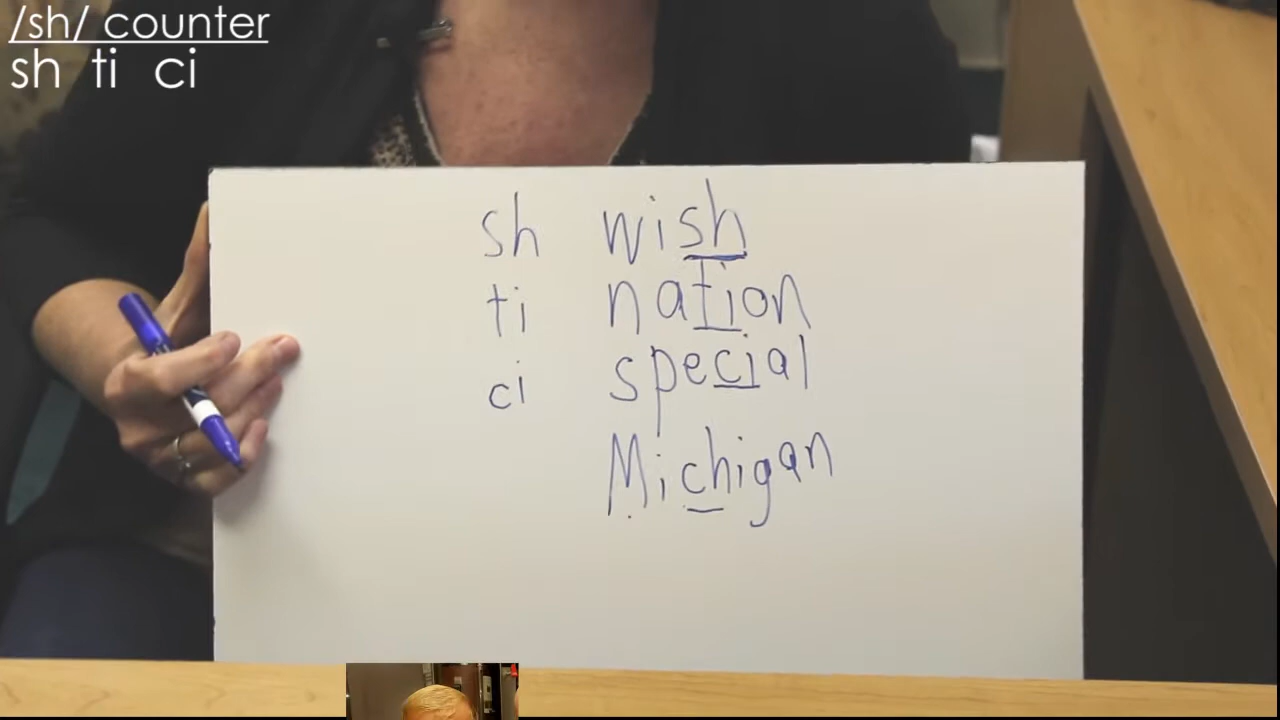 /sh/ counter
sh ti ci
sh wish
ti nation
ci special
Michigan